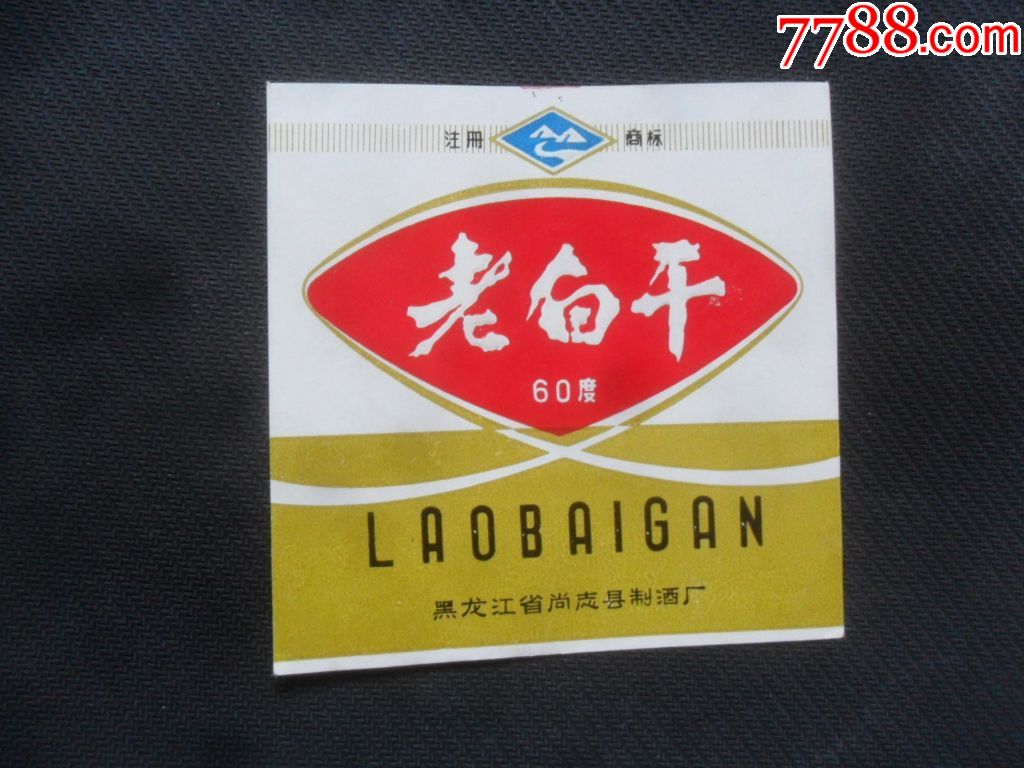 7788.com
注册 商标
老白干
60度
LAOBAIGAN
黑龙江省尚志县制酒厂